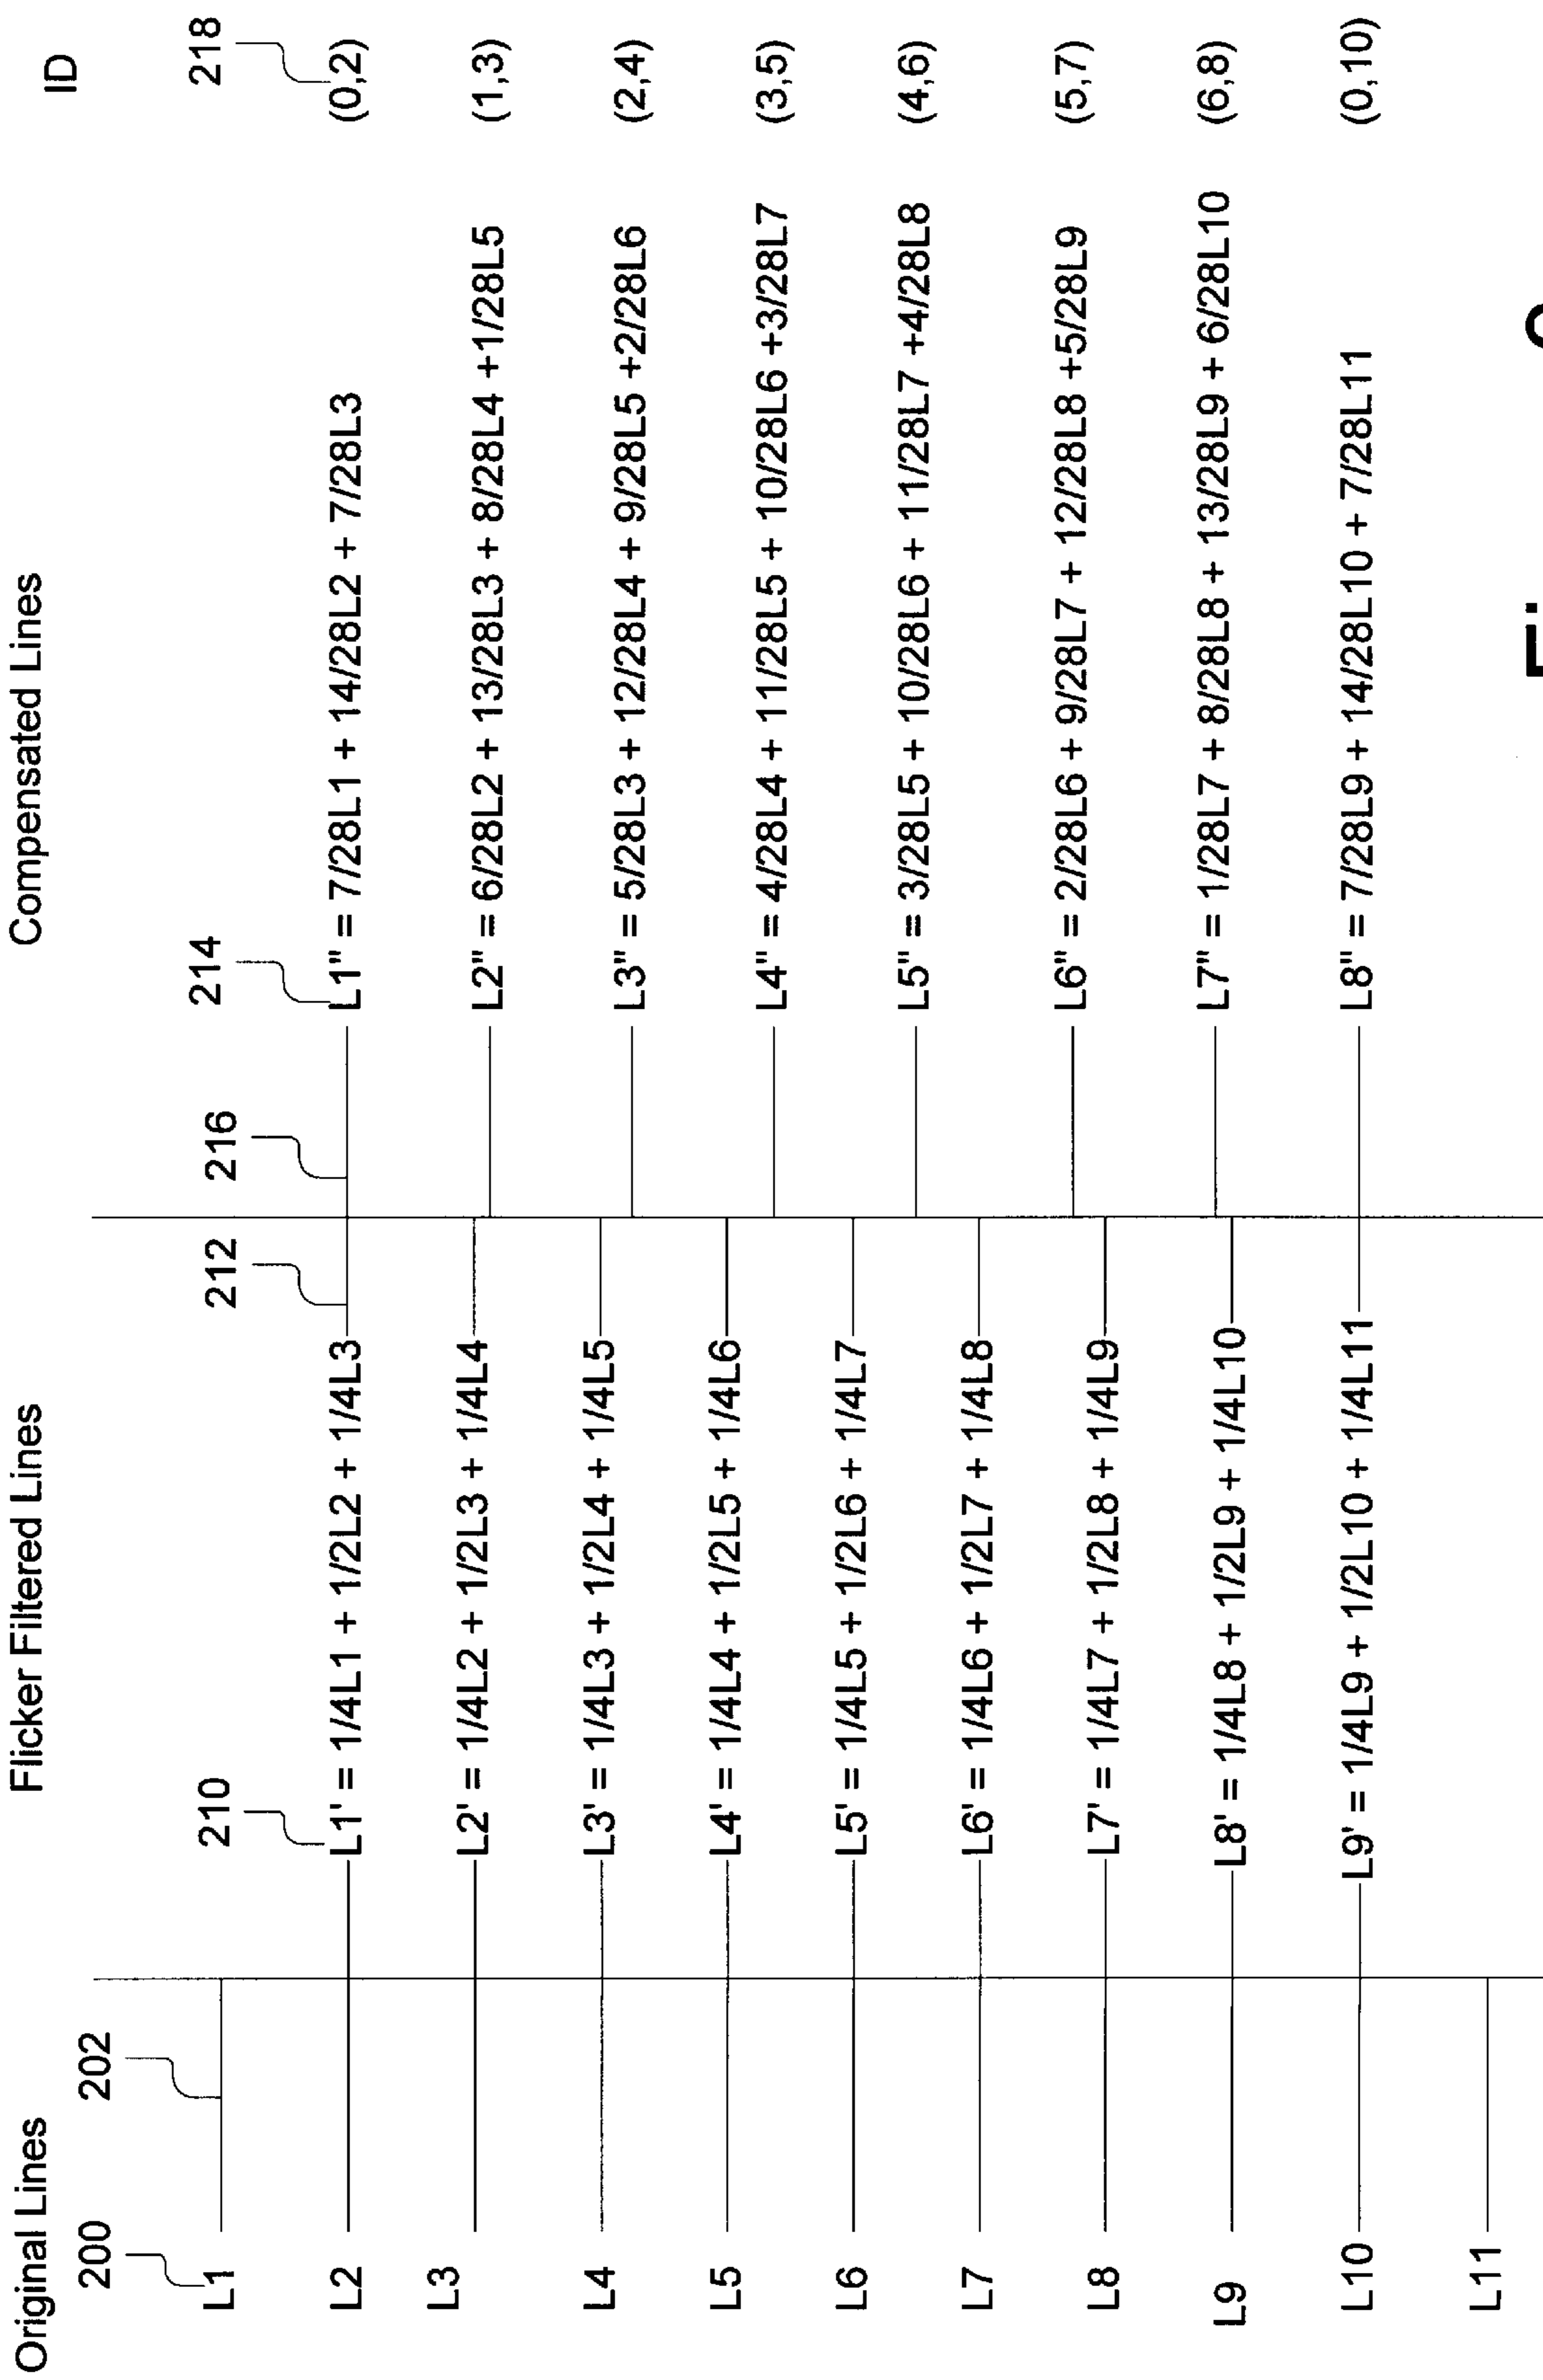 Original Lines
Flicker Filtered Lines
Compensated Lines
ID
200
202
210
212
216
214
218
L1
L2
L1' = 1/4L1 + 1/2L2 + 1/4L3
L1" = 7/28L1 + 14/28L2 + 7/28L3
(0,2)
L3
L2' = 1/4L2 + 1/2L3 + 1/4L4
L2" = 6/28L2 + 13/28L3 + 8/28L4 +1/28L5
(1,3)
L4
L3' = 1/4L3 + 1/2L4 + 1/4L5
L3" = 5/28L3 + 12/28L4 + 9/28L5 +2/28L6
(2,4)
L5
L4' = 1/4L4 + 1/2L5 + 1/4L6
L4" = 4/28L4 + 11/28L5 + 10/28L6 +3/28L7
(3,5)
L6
L5' = 1/4L5 + 1/2L6 + 1/4L7
L5" = 3/28L5 + 10/28L6 + 11/28L7 +4/28L8
(4,6)
L7
L6' = 1/4L6 + 1/2L7 + 1/4L8
L6" = 2/28L6 + 9/28L7 + 12/28L8 +5/28L9
(5,7)
L8
L7' = 1/4L7 + 1/2L8 + 1/4L9
L7" = 1/28L7 + 8/28L8 + 13/28L9 + 6/28L10
(6,8)
L9
L8' = 1/4L8 + 1/2L9 + 1/4L10
L10
L9' = 1/4L9 + 1/2L10 + 1/4L11
L8" = 7/28L9 + 14/28L10 + 7/28L11
(0,10)
L11